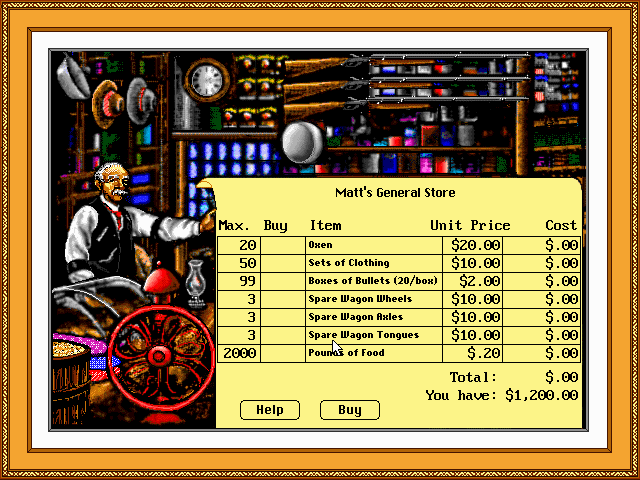 Matt's General Store
Max. Buy Item Unit Price Cost
20 Oxen $20.00 $.00
50 Sets of Clothing $10.00 $.00
99 Boxes of Bullets (20/box) $2.00 $.00
3 Spare Wagon Wheels $10.00 $.00
3 Spare Wagon Axles $10.00 $.00
3 Spare Wagon Tongues $10.00 $.00
2000 Pounds of Food $.20 $.00
Total: $.00
You have: $1,200.00
Help Buy